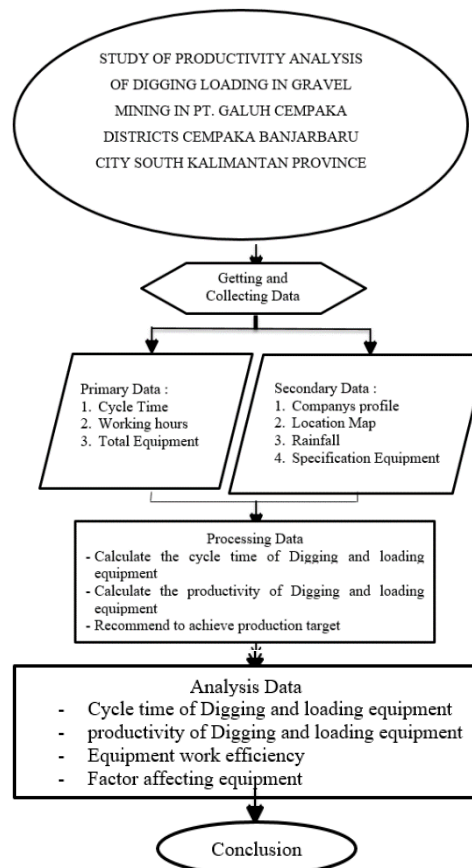 STUDY OF PRODUCTIVITY ANALYSIS
OF DIGGING LOADING IN GRAVEL
MINING IN PT. GALUH CEMPAKA
DISTRICTS CEMPAKA BANJARBARU
CITY SOUTH KALIMANTAN PROVINCE
Getting and
Collecting Data
Primary Data :
1. Cycle Time
2. Working hours
3. Total Equipment
Secondary Data :
1. Companys profile
2. Location Map
3. Rainfall
4. Specification Equipment
Processing Data
- Calculate the cycle time of Digging and loading
equipment
- Calculate the productivity of Digging and loading
equipment
- Recommend to achieve production target
Analysis Data
- Cycle time of Digging and loading equipment
- productivity of Digging and loading equipment
- Equipment work efficiency
- Factor affecting equipment
Conclusion